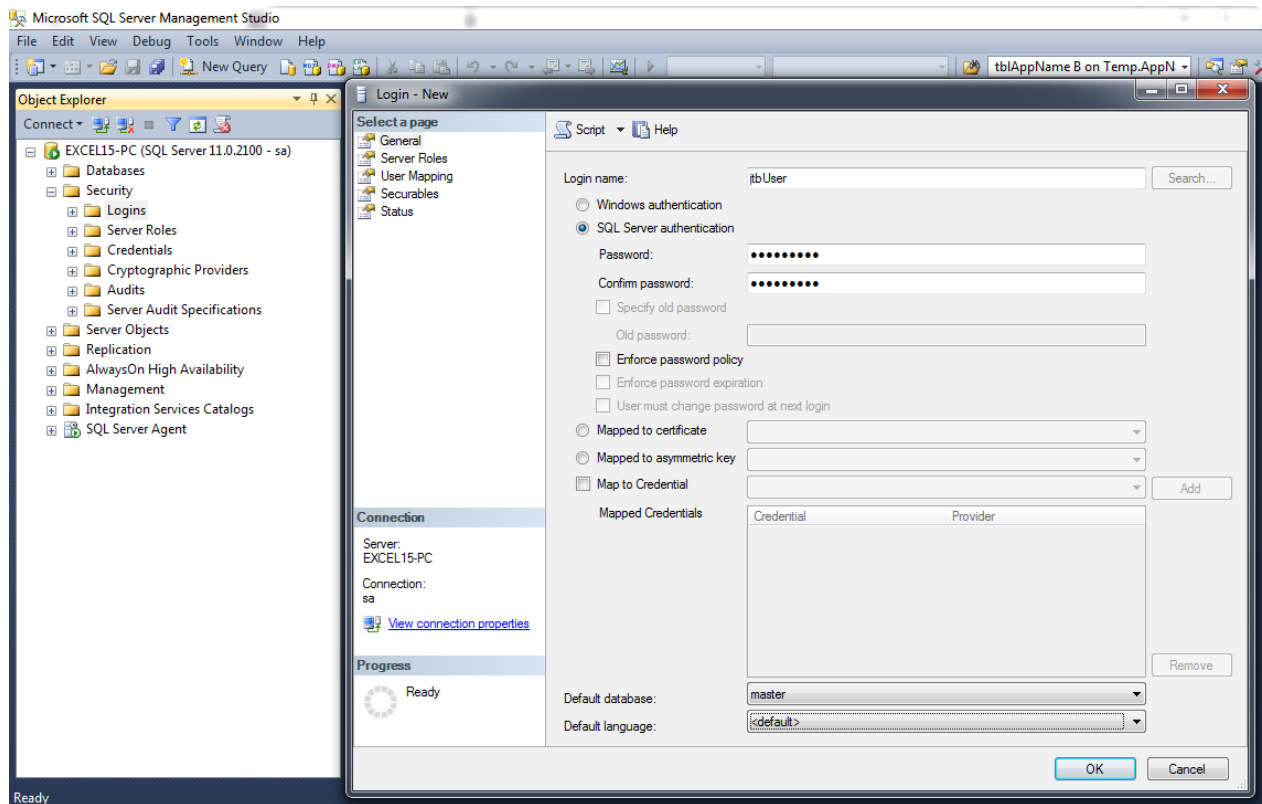 Microsoft SQL Server Management Studio
File Edit View Debug Tools Window Help
New Query
tblAppName B on Temp.AppN
Object Explorer
Connect
EXCEL15-PC (SQL Server 11.0.2100 - sa)
Databases
Security
Logins
Server Roles
Credentials
Cryptographic Providers
Audits
Server Audit Specifications
Server Objects
Replication
AlwaysOn High Availability
Management
Integration Services Catalogs
SQL Server Agent
Ready
Login - New
Select a page
General
Server Roles
User Mapping
Securables
Status
Connection
Server:
EXCEL15-PC
Connection:
sa
View connection properties
Progress
Ready
Script Help
Login name: jtbUser Search...
Windows authentication
SQL Server authentication
Password: •••••••••
Confirm password: •••••••••
Specify old password
Old password:
Enforce password policy
Enforce password expiration
User must change password at next login
Mapped to certificate
Mapped to asymmetric key
Map to Credential Add
Mapped Credentials Credential Provider
Remove
Default database: master
Default language: <default>
OK Cancel